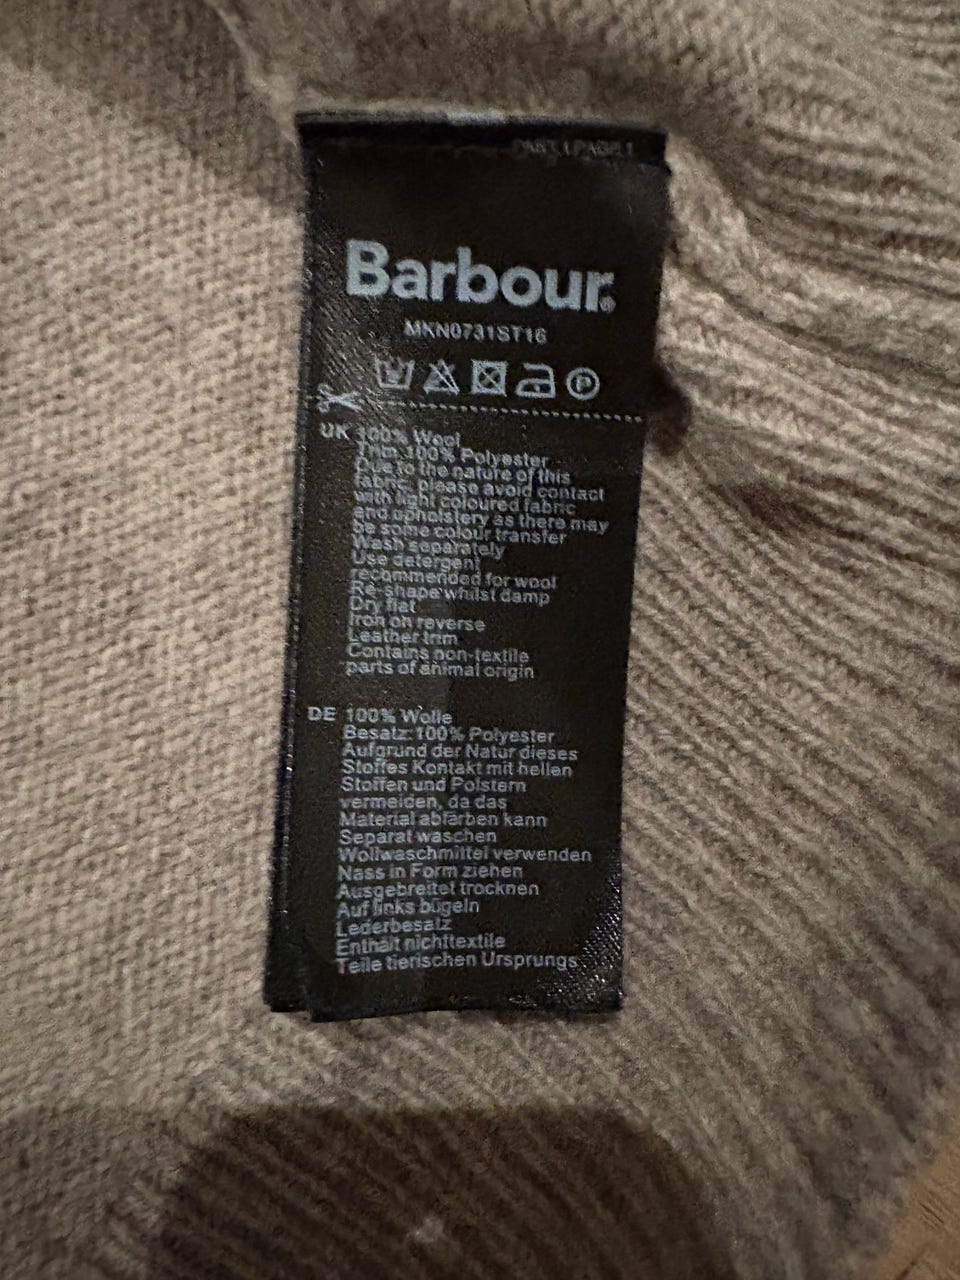 Barbour®
MKN0731ST16
P
UK 100% Wool
Trim 100% Polyester
Due to the nature of this
fabric, please avoid contact
with light coloured fabric
and upholstery as there may
be some colour transfer
Wash separately
Use detergent
recommended for wool
Re-shape whilst damp
Dry flat
Iron on reverse
Leather trim
Contains non-textile
parts of animal origin
DE 100% Wolle
Besatz:100% Polyester
Aufgrund der Natur dieses
Stoffes Kontakt mit hellen
Stoffen und Polstern
vermeiden, da das
Material abfärben kann
Separat waschen
Wollwaschmittel verwenden
Nass in Form ziehen
Ausgebreitet trocknen
Auf links bügeln
Lederbesatz
Enthält nichttextile
Teile tierischen Ursprungs